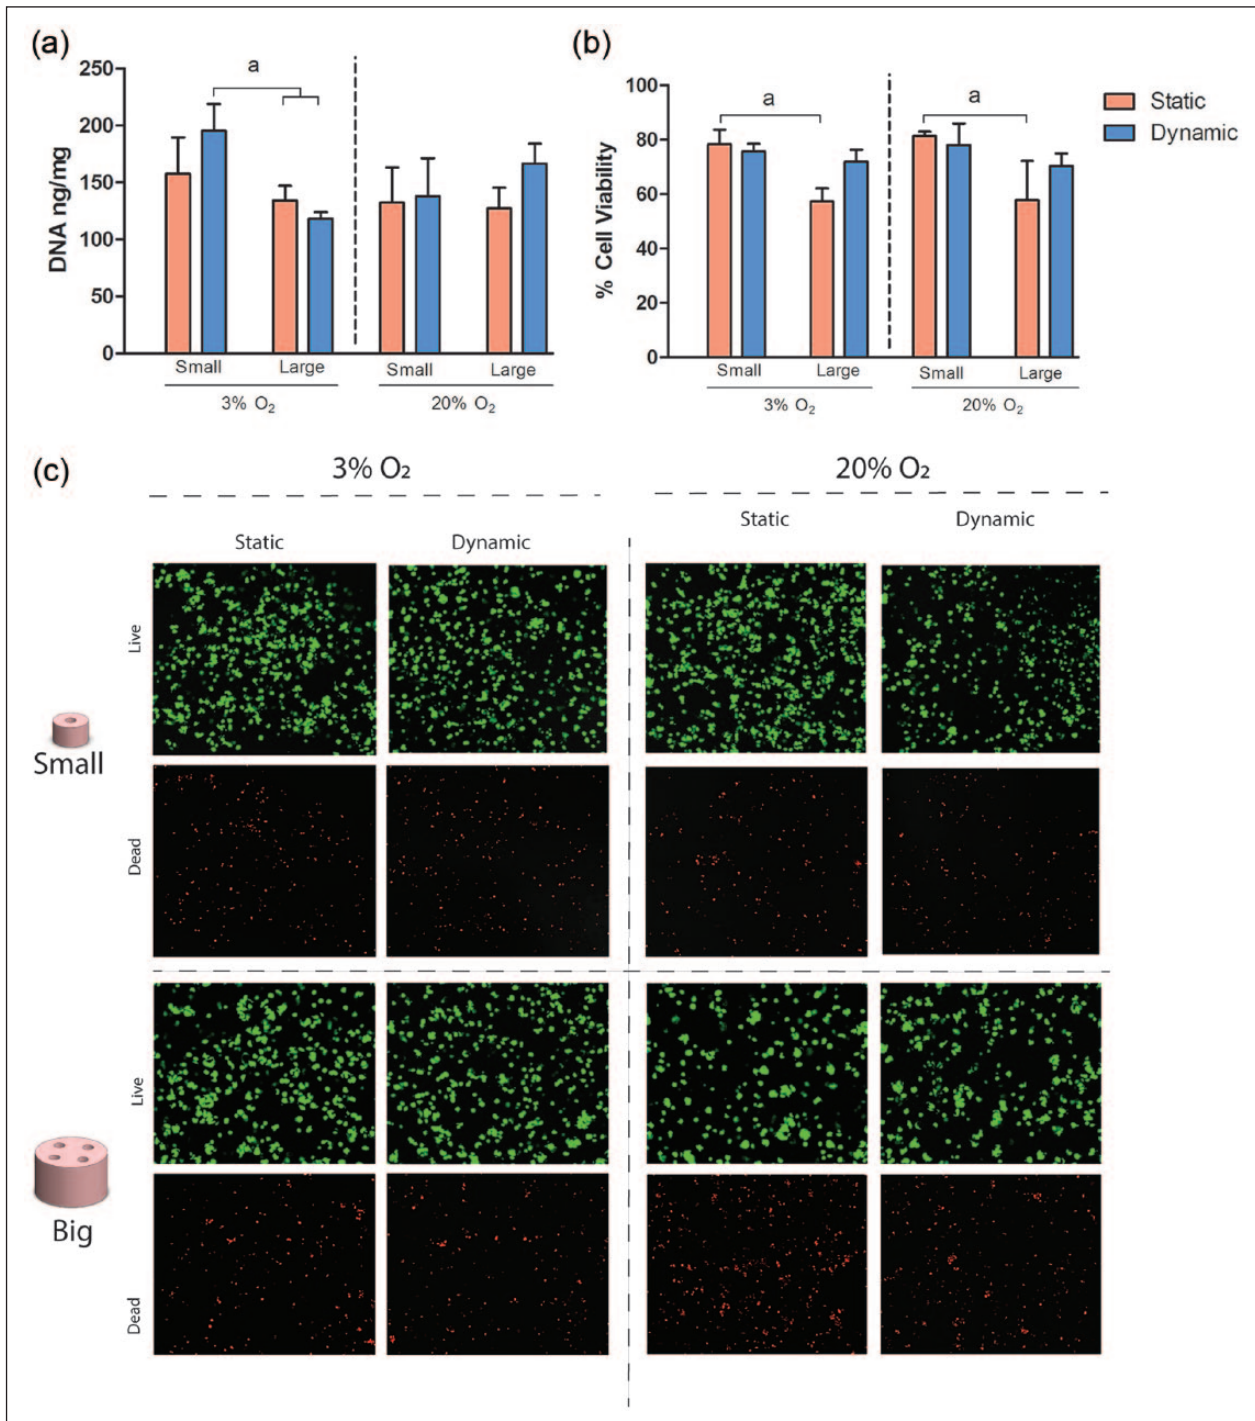 (a)
250
200
150
100
50
0
DNA ng/mg
a
Small
Large
Small
Large
3% O₂
20% O₂
(b)
100
80
60
40
20
0
% Cell Viability
a
a
Small
Large
Small
Large
3% O₂
20% O₂
Static
Dynamic
(c)
3% O₂
20% O₂
Static
Dynamic
Static
Dynamic
Live
Small
Dead
Live
Big
Dead